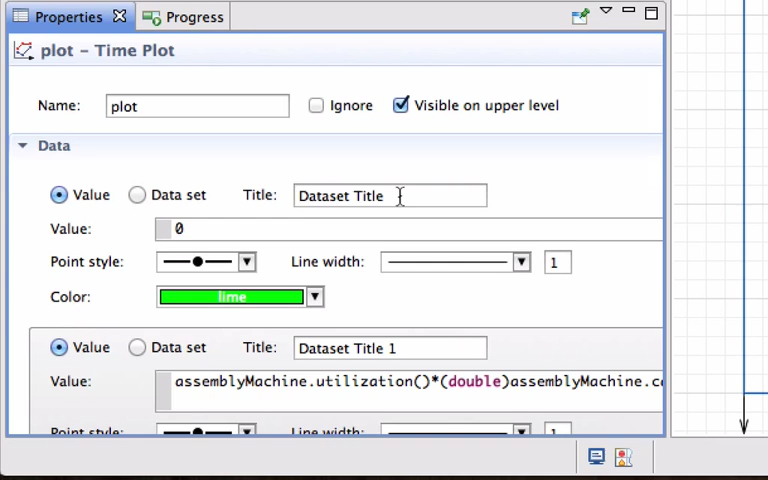 Properties Progress
plot – Time Plot
Name: plot Ignore Visible on upper level
Data
Value Data set Title: Dataset Title
Value: 0
Point style: Line width: 1
Color: lime
Value Data set Title: Dataset Title 1
Value: assemblyMachine.utilization()*(double)assemblyMachine.
Point style: Line width: 1